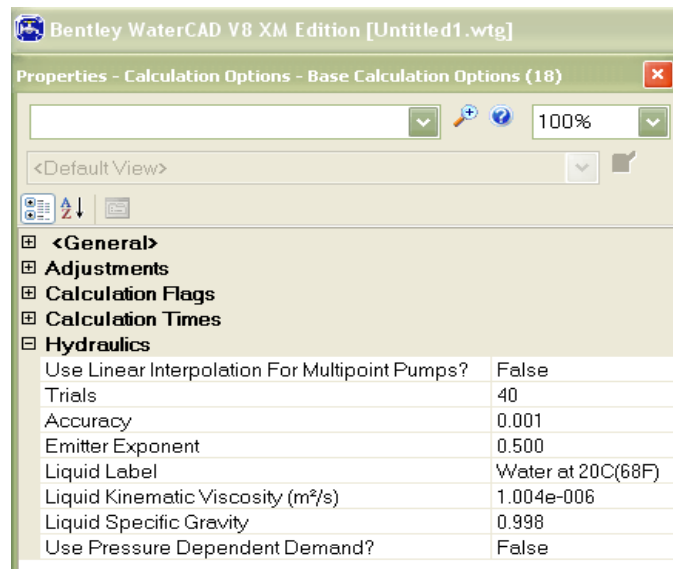 Bentley WaterCAD V8 XM Edition [Untitled1.wtg]
Properties - Calculation Options - Base Calculation Options (18)
100%
<Default View>
<General>
Adjustments
Calculation Flags
Calculation Times
Hydraulics
Use Linear Interpolation For Multipoint Pumps? False
Trials 40
Accuracy 0.001
Emitter Exponent 0.500
Liquid Label Water at 20C(68F)
Liquid Kinematic Viscosity (m²/s) 1.004e-006
Liquid Specific Gravity 0.998
Use Pressure Dependent Demand? False